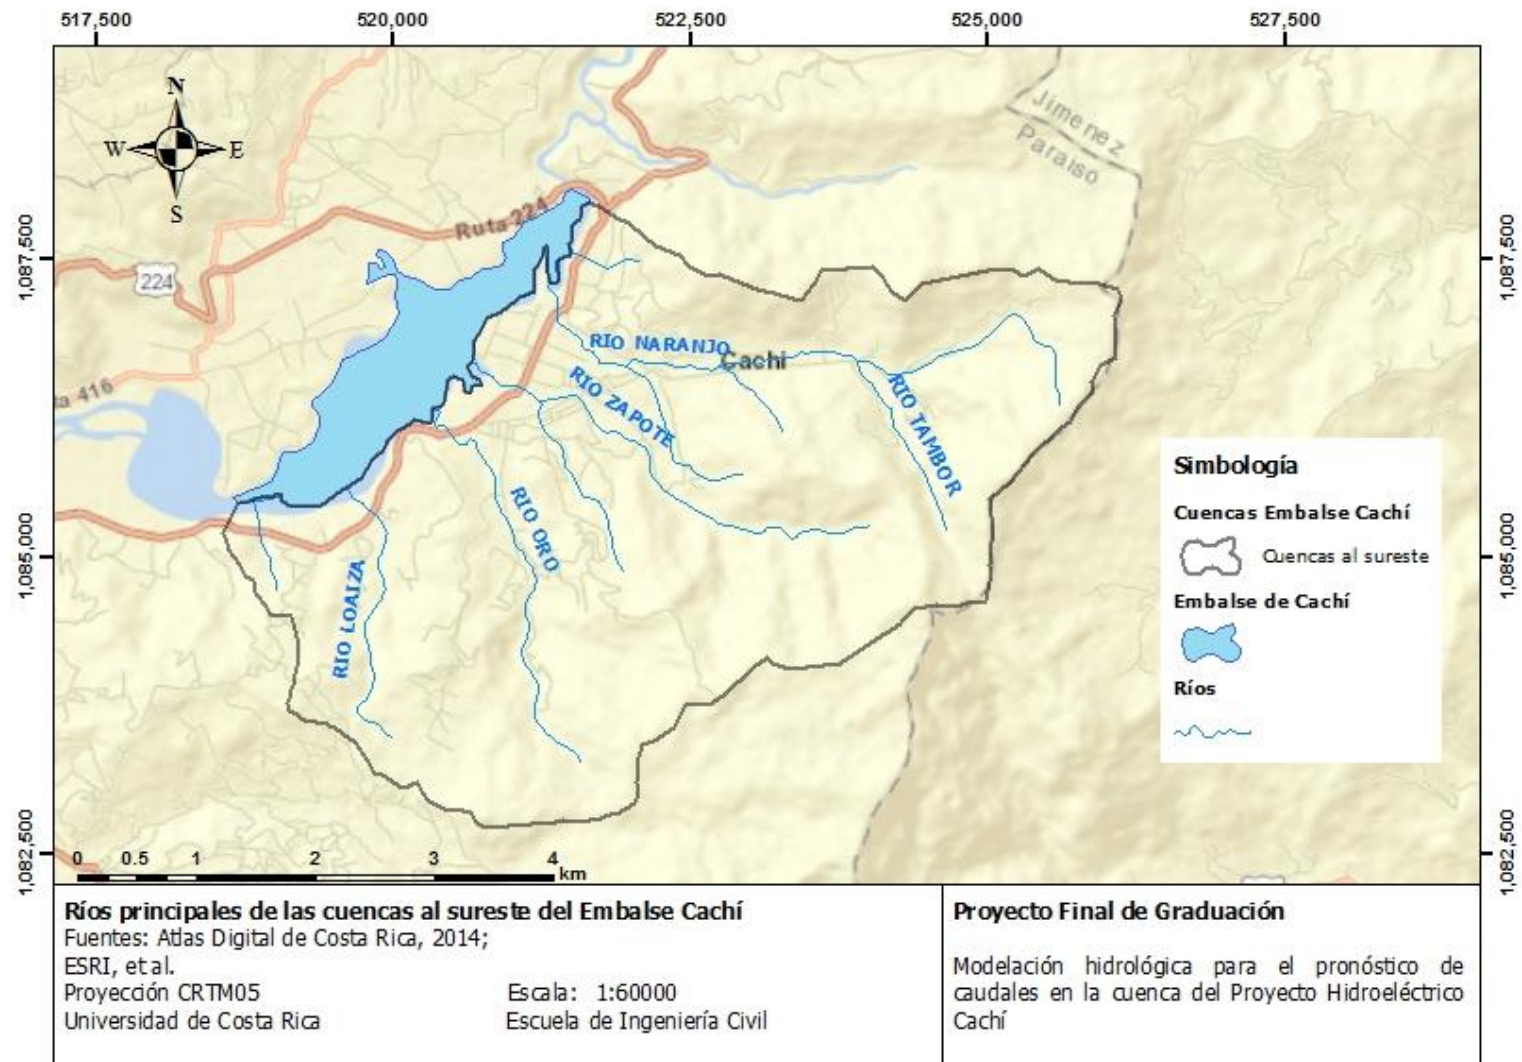 517,500
520,000
522,500
525,000
527,500
N
W
E
S
Jimenez
Paraiso
1,087,500
1,087,500
Ruta 224
224
RIO NARANJO
Cachi
RIO ZAPOTE
RIO TAMBOR
ta 416
RIO ORO
RIO LOAIZA
Simbología
Cuencas Embalse Cachí
Cuencas al sureste
Embalse de Cachí
Ríos
1,085,000
1,085,000
1,082,500
1,082,500
0 0.5 1 2 3 4
km
Ríos principales de las cuencas al sureste del Embalse Cachí
Fuentes: Atlas Digital de Costa Rica, 2014;
ESRI, et al.
Proyección CRTM05
Escala: 1:60000
Universidad de Costa Rica
Escuela de Ingeniería Civil
Proyecto Final de Graduación
Modelación hidrológica para el pronóstico de
caudales en la cuenca del Proyecto Hidroeléctrico
Cachí